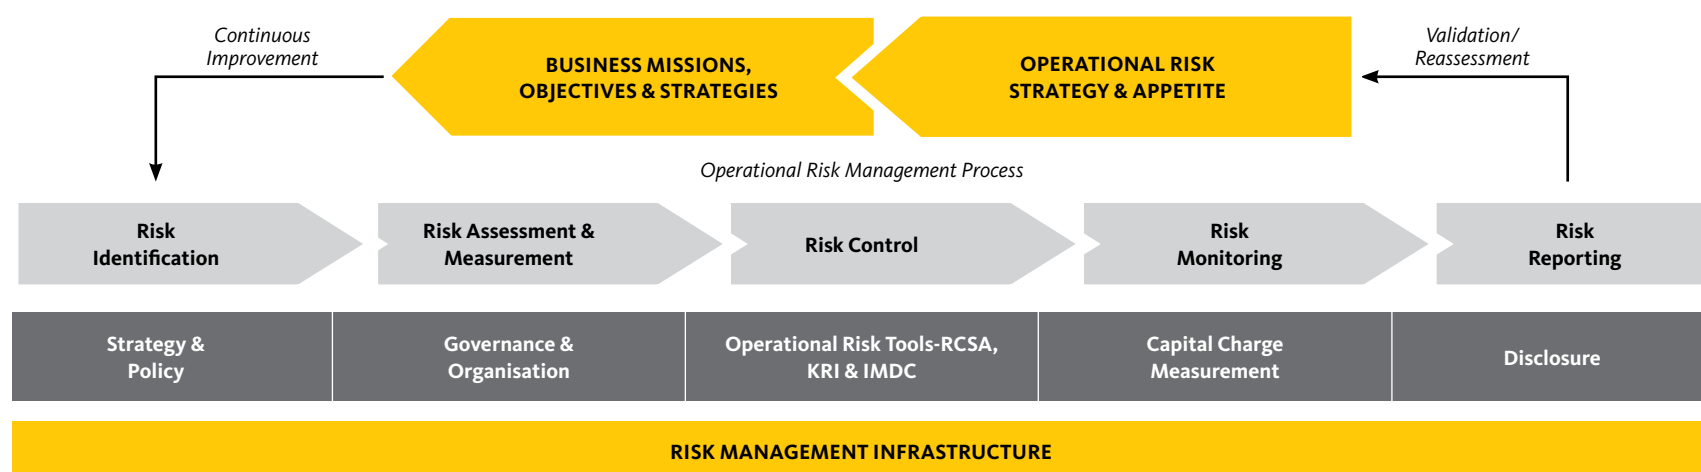 Continuous
Improvement
BUSINESS MISSIONS,
OBJECTIVES & STRATEGIES
OPERATIONAL RISK
STRATEGY & APPETITE
Validation/
Reassessment
Operational Risk Management Process
Risk
Identification
Risk Assessment &
Measurement
Risk Control
Risk
Monitoring
Risk
Reporting
Strategy &
Policy
Governance &
Organisation
Operational Risk Tools-RCSA,
KRI & IMDC
Capital Charge
Measurement
Disclosure
RISK MANAGEMENT INFRASTRUCTURE